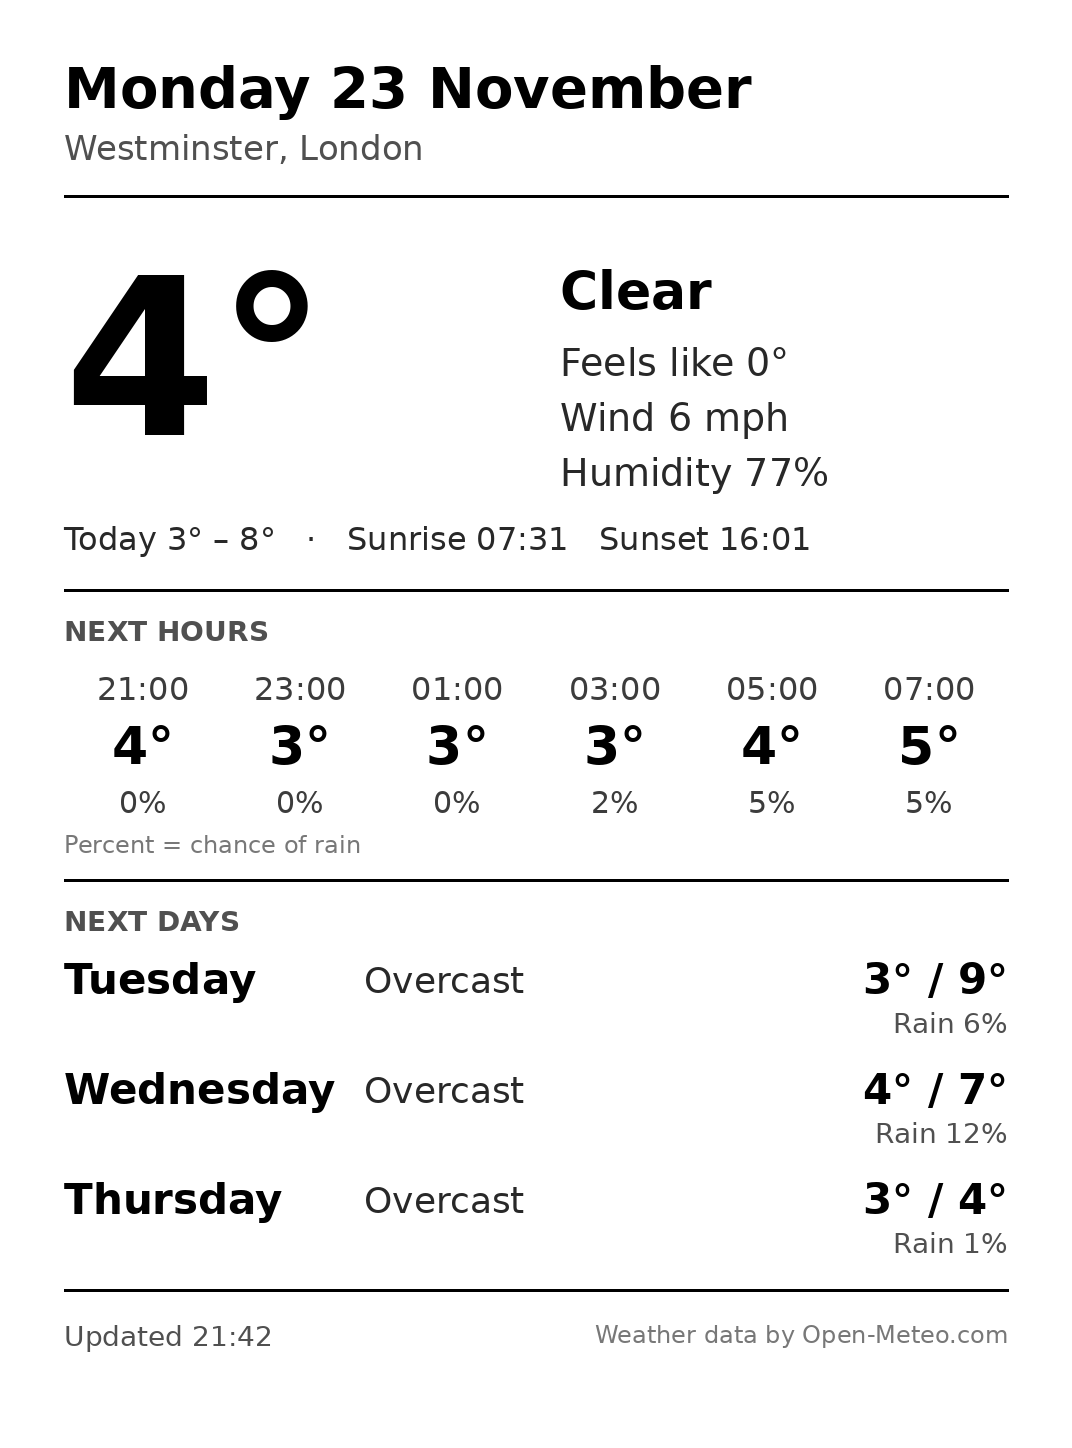 Monday 23 November
Westminster, London
4°
Clear
Feels like 0°
Wind 6 mph
Humidity 77%
Today 3° – 8° · Sunrise 07:31 Sunset 16:01
NEXT HOURS
21:00 23:00 01:00 03:00 05:00 07:00
4° 3° 3° 3° 4° 5°
0% 0% 0% 2% 5% 5%
Percent = chance of rain
NEXT DAYS
Tuesday Overcast 3° / 9°
Rain 6%
Wednesday Overcast 4° / 7°
Rain 12%
Thursday Overcast 3° / 4°
Rain 1%
Updated 21:42 Weather data by Open-Meteo.com